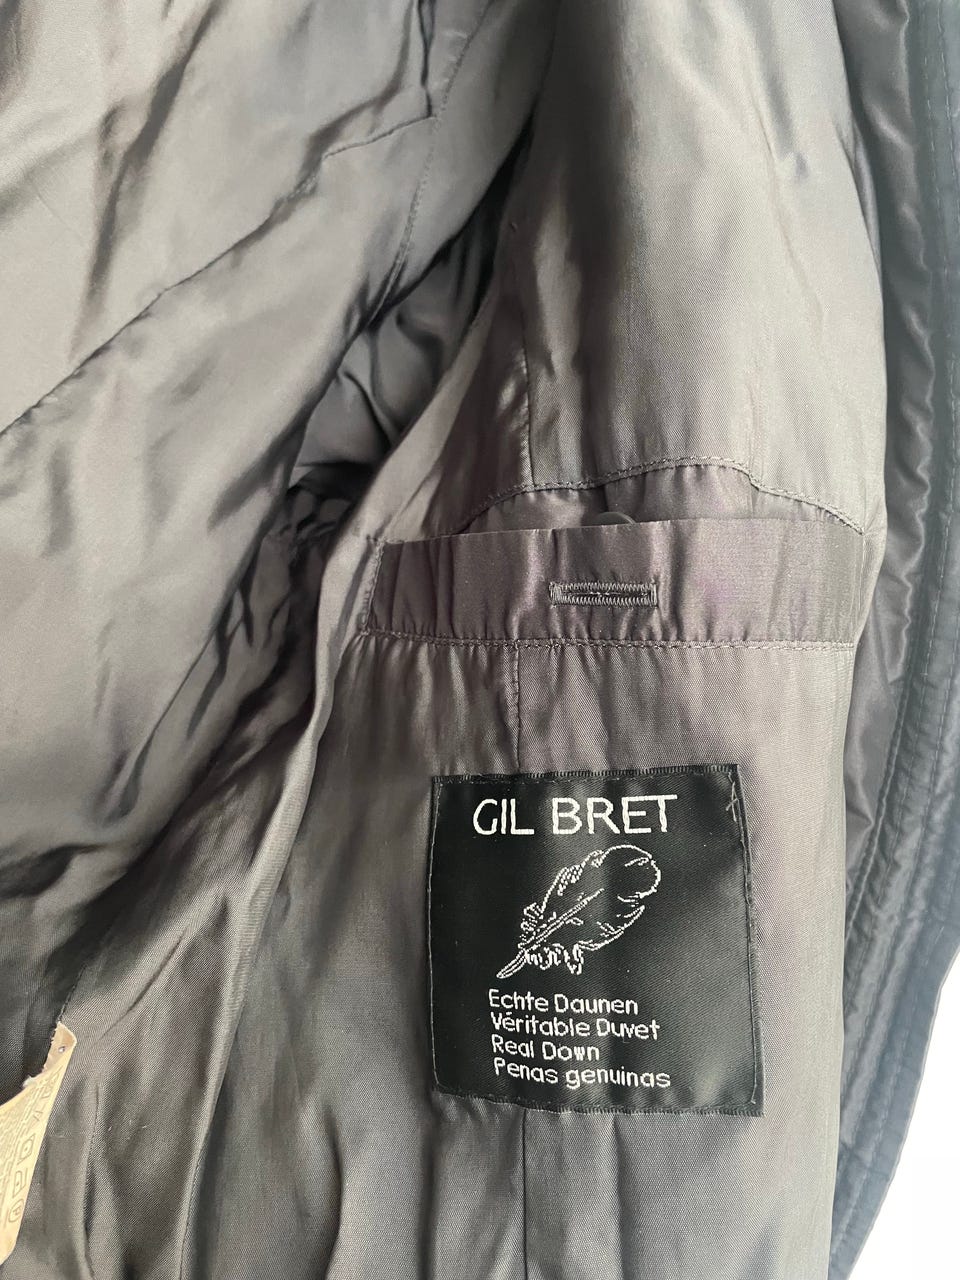 GIL BRET
Echte Daunen
Véritable Duvet
Real Down
Penas genuinas